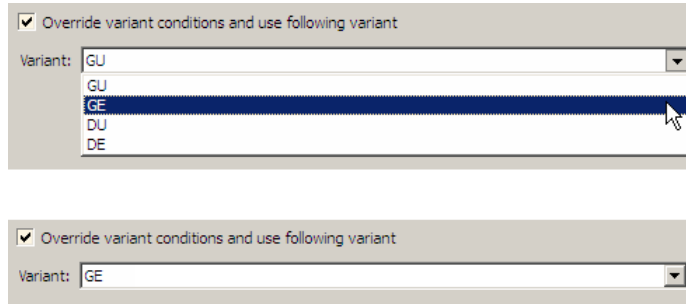 Override variant conditions and use following variant
Variant: GU
GU
GE
DU
DE
Override variant conditions and use following variant
Variant: GE